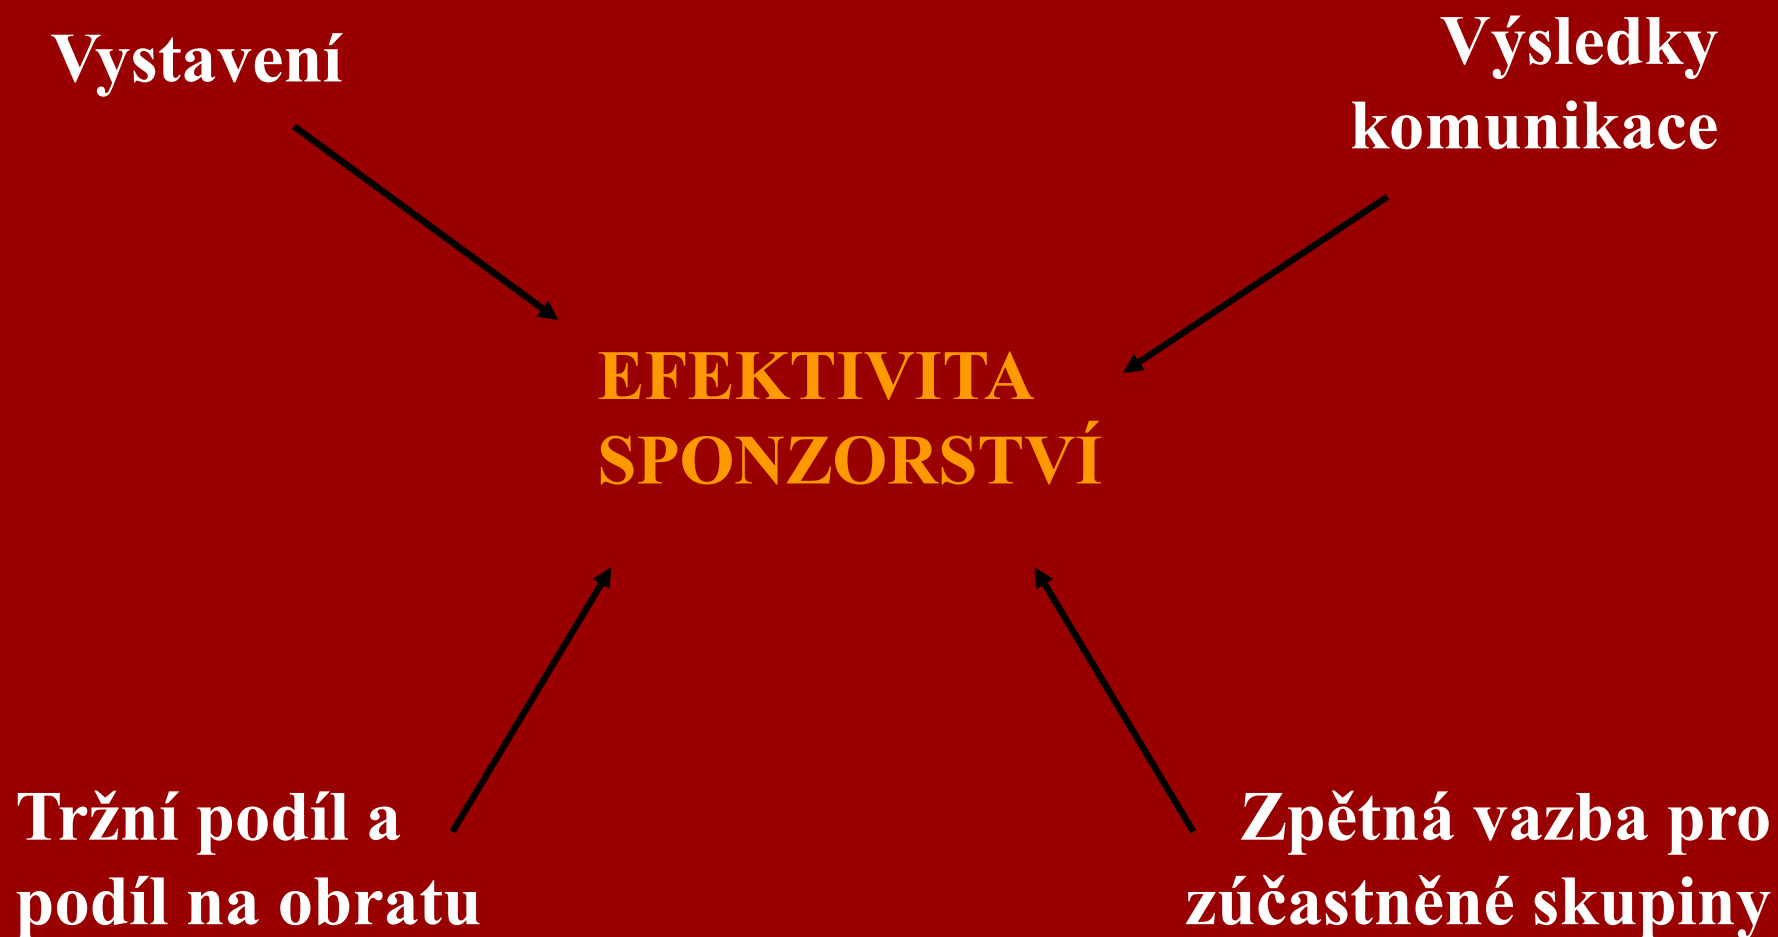 Vystavení
Výsledky
komunikace
EFEKTIVITA
SPONZORSTVÍ
Tržní podíl a
podíl na obratu
Zpětná vazba pro
zúčastněné skupiny